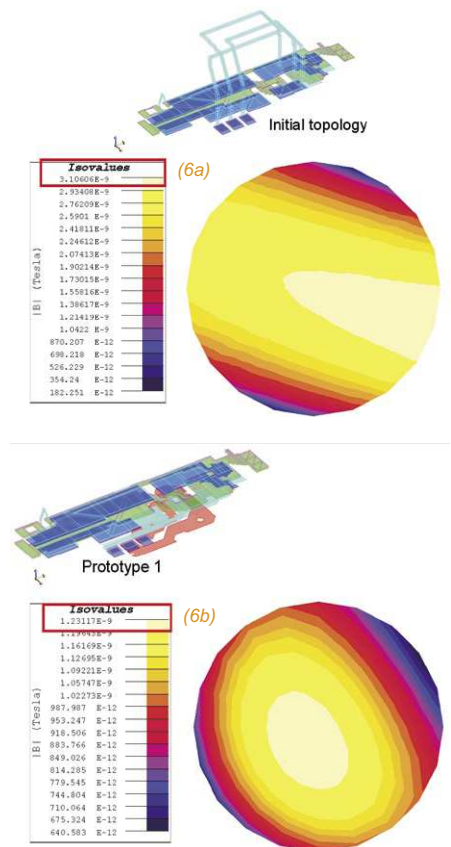 Initial topology
Isovalues
(6a)
3.10606E-9
2.93408E-9
2.76209E-9
2.5901 E-9
2.41811E-9
2.24612E-9
2.07413E-9
1.90214E-9
1.73015E-9
1.55816E-9
1.38617E-9
1.21419E-9
1.0422 E-9
870.207 E-12
698.218 E-12
526.229 E-12
354.24 E-12
182.251 E-12
|B| (Tesla)
Prototype 1
Isovalues
(6b)
1.23117E-9
1.19643E-9
1.16169E-9
1.12695E-9
1.09221E-9
1.05747E-9
1.02273E-9
987.987 E-12
953.247 E-12
918.506 E-12
883.766 E-12
849.026 E-12
814.285 E-12
779.545 E-12
744.804 E-12
710.064 E-12
675.324 E-12
640.583 E-12
|B| (Tesla)